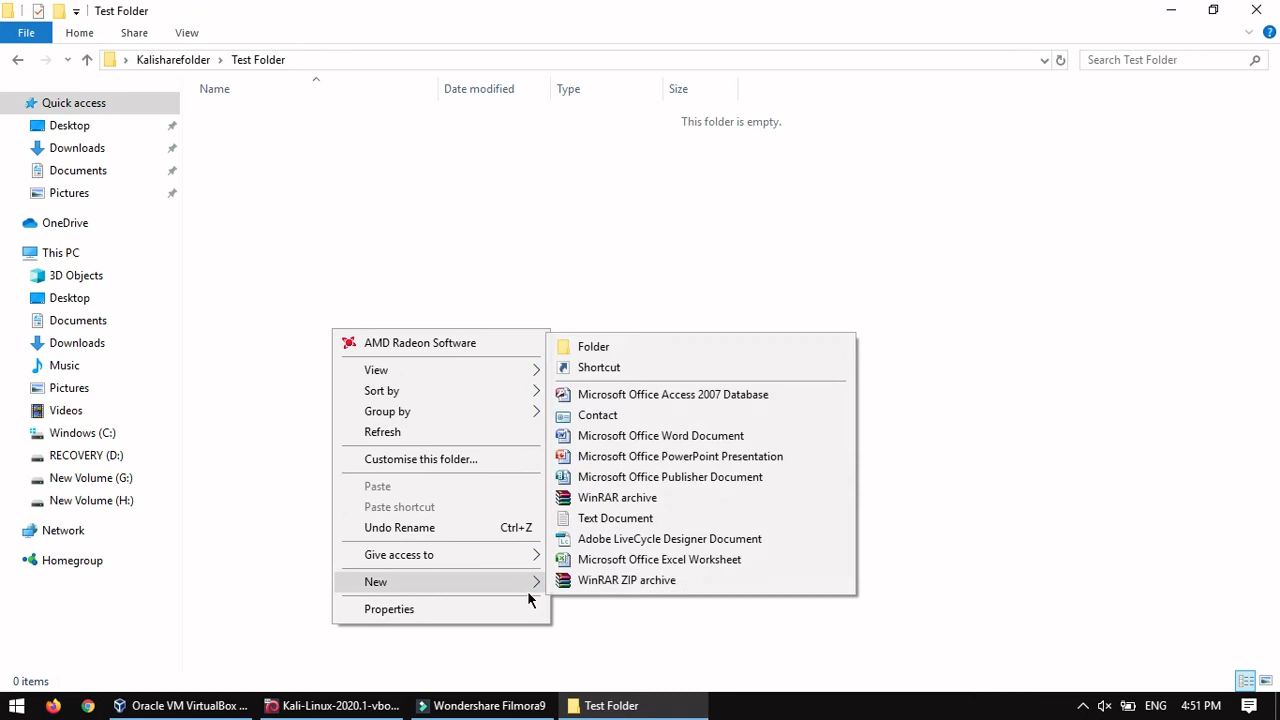 Test Folder
File Home Share View
Kalisharefolder Test Folder
Search Test Folder
Name Date modified Type Size
This folder is empty.
Quick access
Desktop
Downloads
Documents
Pictures
OneDrive
This PC
3D Objects
Desktop
Documents
Downloads
Music
Pictures
Videos
Windows (C:)
RECOVERY (D:)
New Volume (G:)
New Volume (H:)
Network
Homegroup
AMD Radeon Software
View
Sort by
Group by
Refresh
Customise this folder...
Paste
Paste shortcut
Undo Rename Ctrl+Z
Give access to
New
Properties
Folder
Shortcut
Microsoft Office Access 2007 Database
Contact
Microsoft Office Word Document
Microsoft Office PowerPoint Presentation
Microsoft Office Publisher Document
WinRAR archive
Text Document
Adobe LiveCycle Designer Document
Microsoft Office Excel Worksheet
WinRAR ZIP archive
0 items
Oracle VM VirtualBox ... Kali-Linux-2020.1-vbo... Wondershare Filmora9 Test Folder ENG 4:51 PM